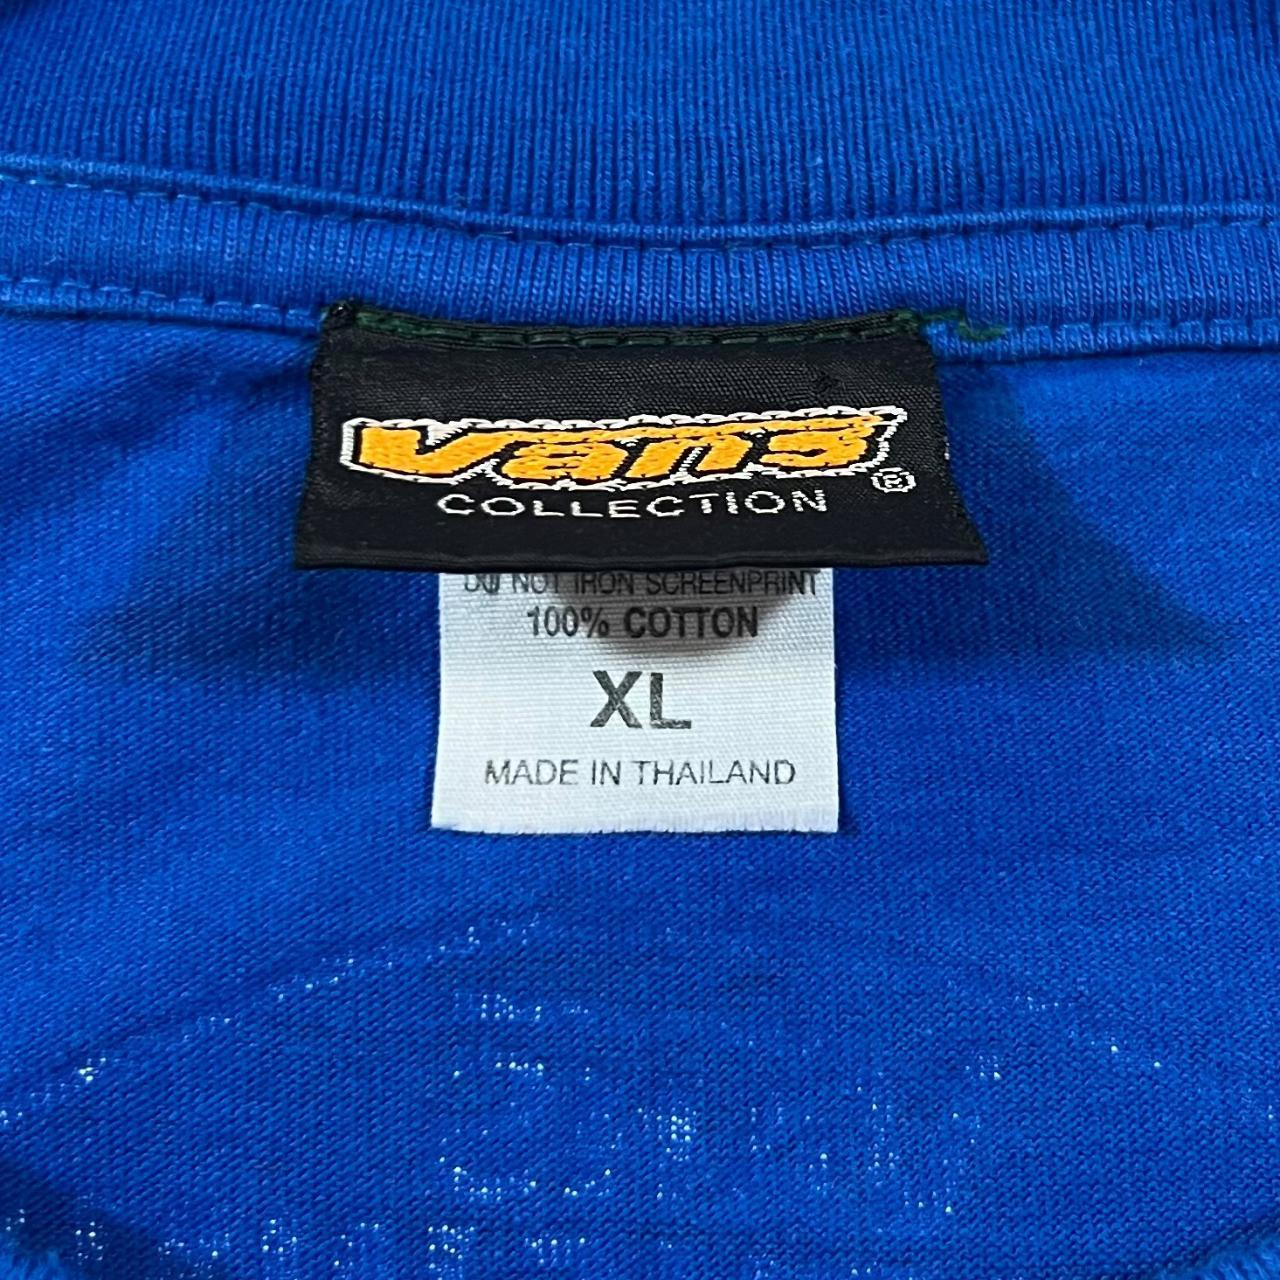 Vans
COLLECTION ®
DO NOT IRON SCREENPRINT
100% COTTON
XL
MADE IN THAILAND